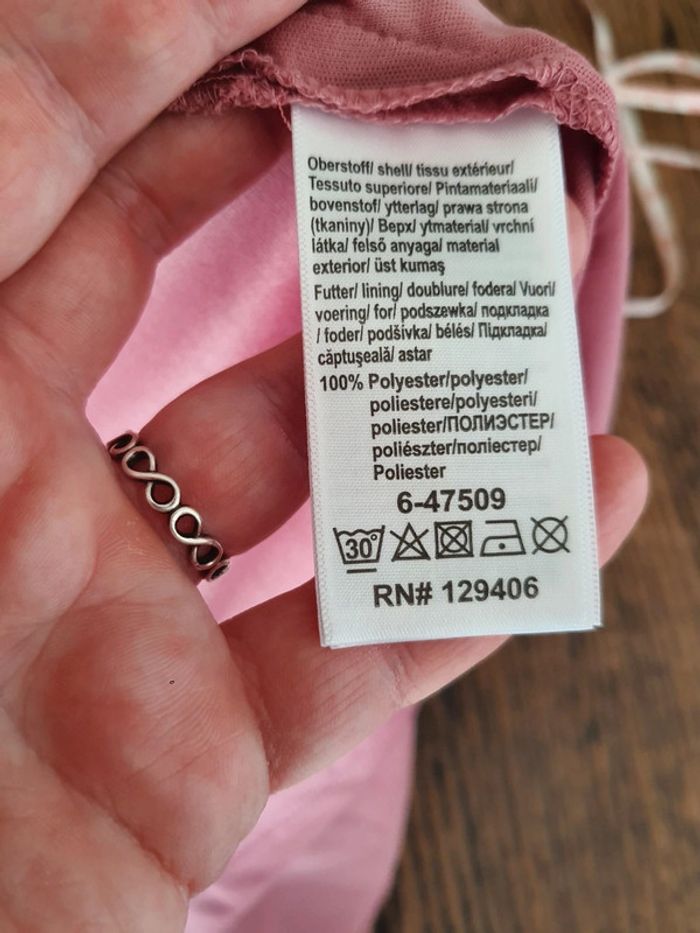 Oberstoff/ shell/ tissu extérieur/
Tessuto superiore/ Pintamateriaali/
bovenstof/ ytterlag/ prawa strona
(tkaniny)/ Верх/ ytmaterial/ vrchní
látka/ felső anyaga/ material
exterior/ üst kumaş
Futter/ lining/ doublure/ fodera/ Vuori/
voering/ for/ podszewka/ подкладка
/ foder/ podšívka/ bélés/ Підкладка/
căptuşeală/ astar
100% Polyester/polyester/
poliestere/polyesteri/
poliester/ПОЛИЭСТЕР/
poliészter/поліестер/
Poliester
6-47509
30°
RN# 129406